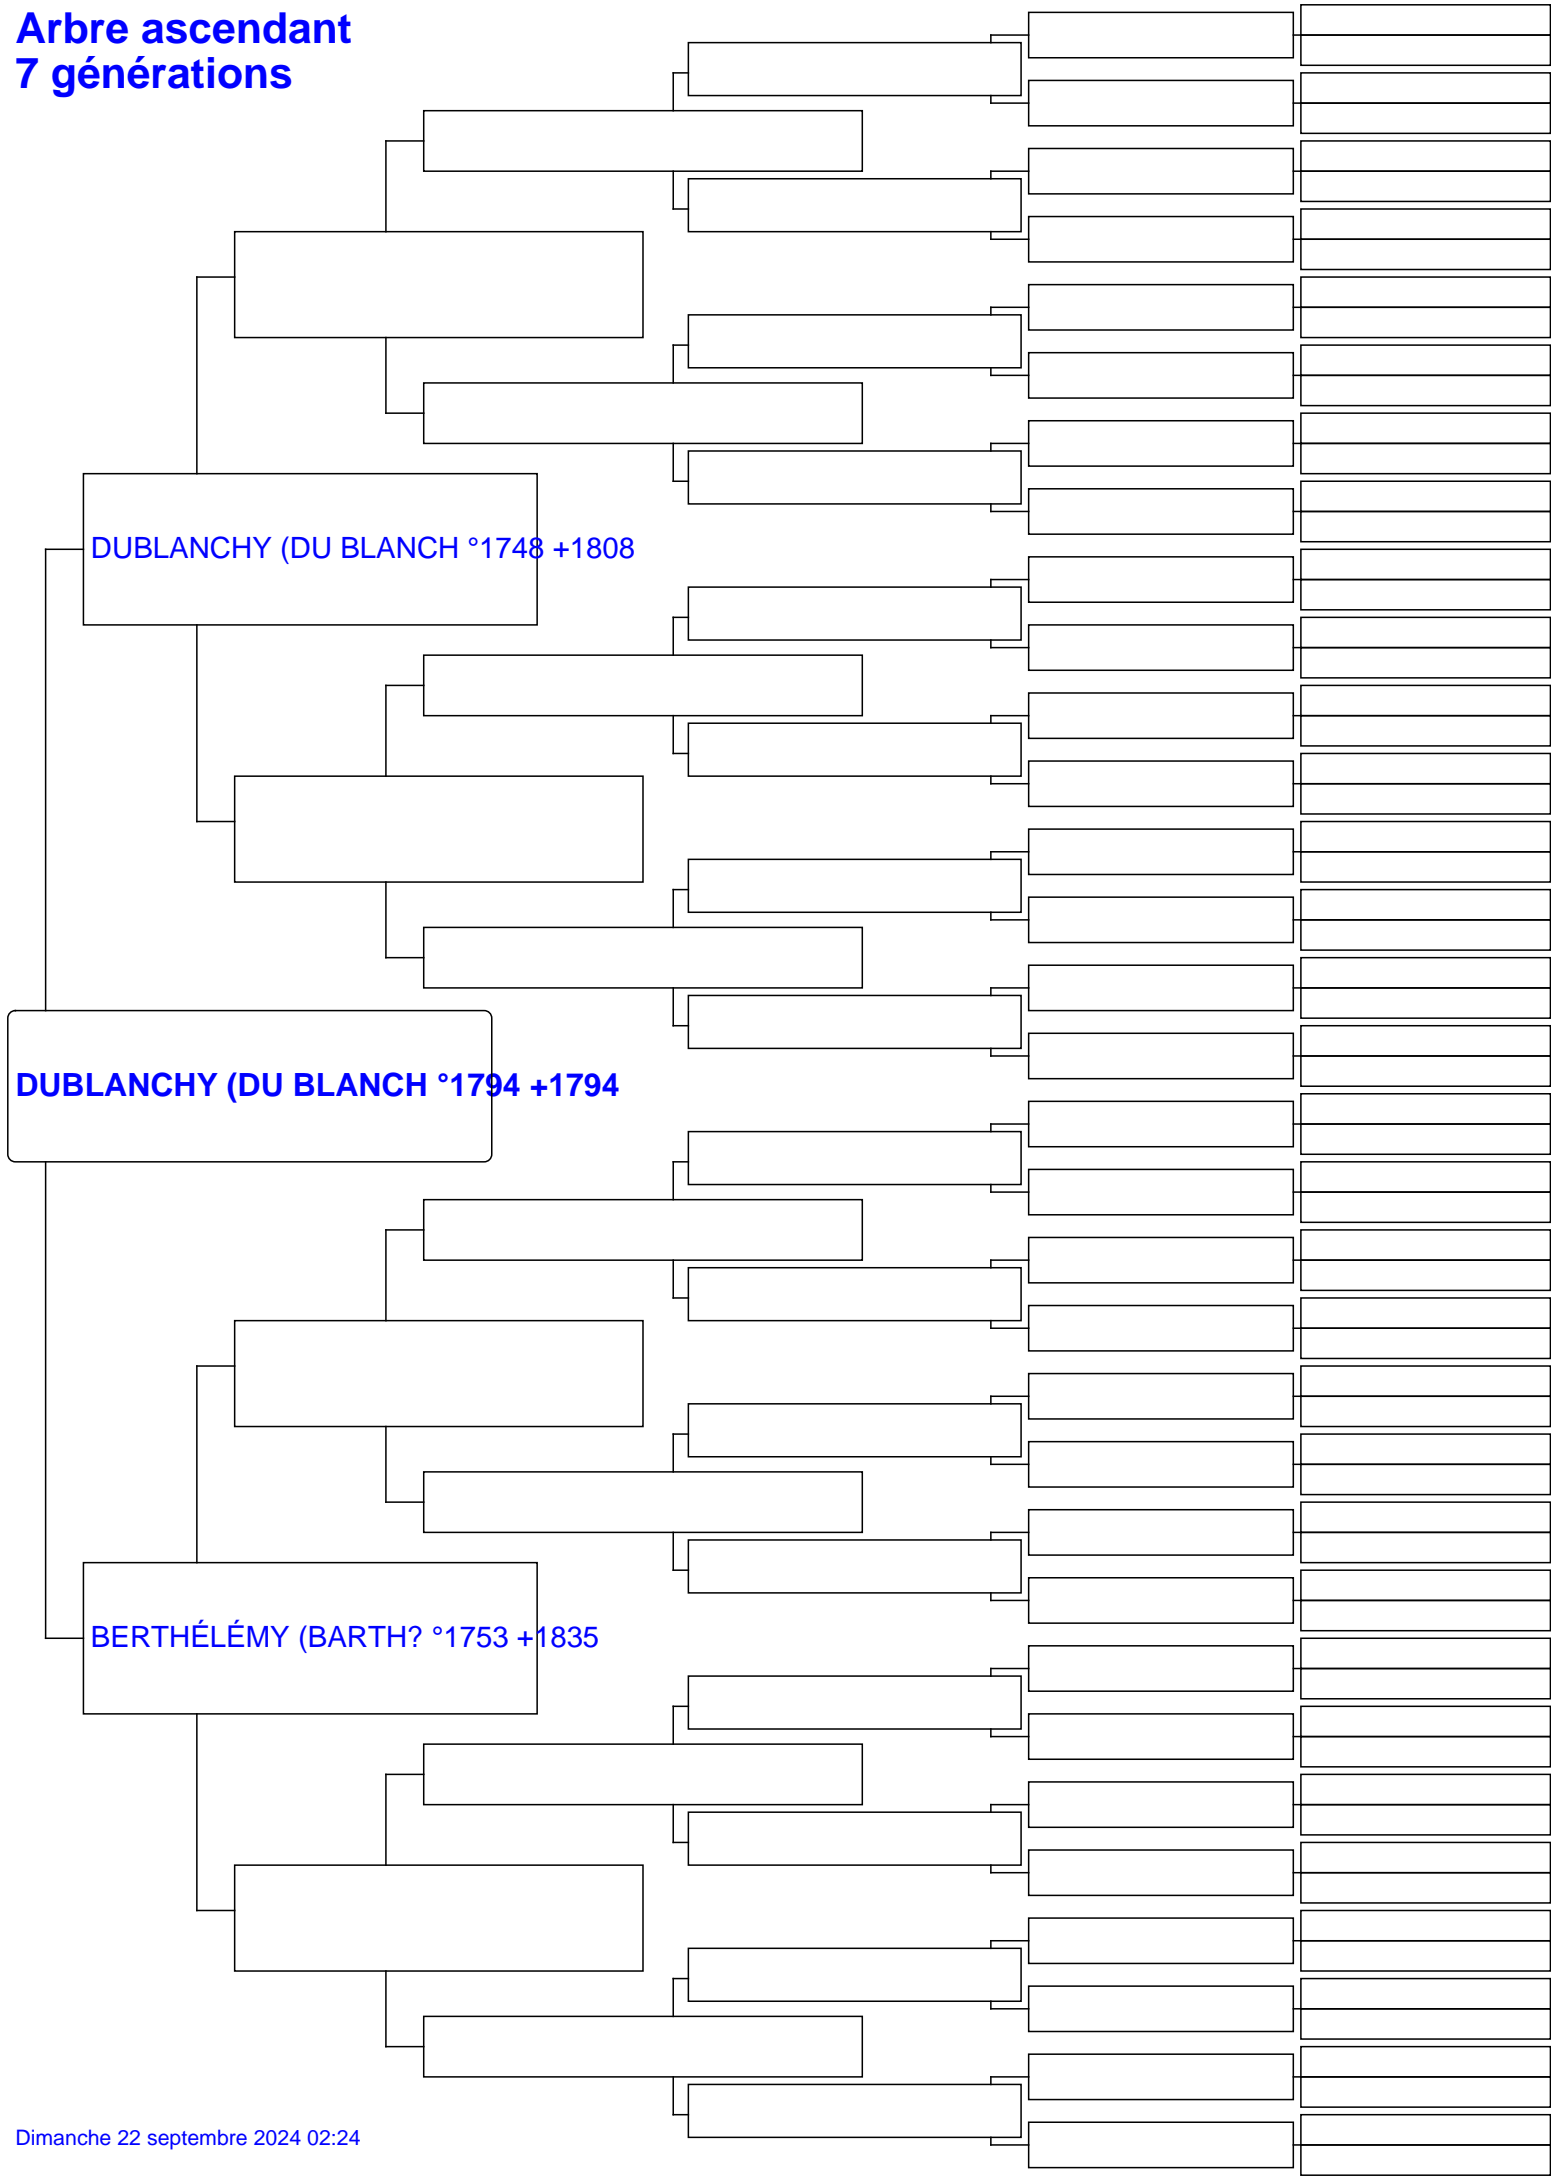 Arbre ascendant
7 générations
DUBLANCHY (DU BLANCH °1748 +1808
DUBLANCHY (DU BLANCH °1794 +1794
BERTHÉLÉMY (BARTH? °1753 +1835
Dimanche 22 septembre 2024 02:24